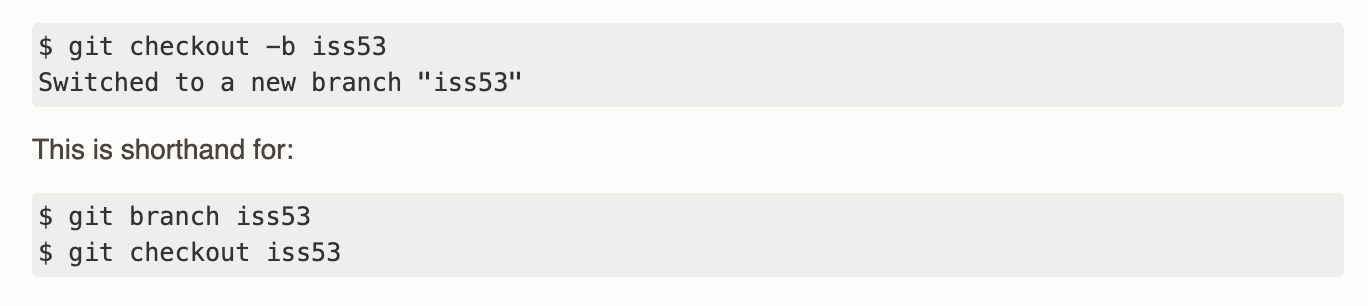 $ git checkout -b iss53
Switched to a new branch "iss53"
This is shorthand for:
$ git branch iss53
$ git checkout iss53